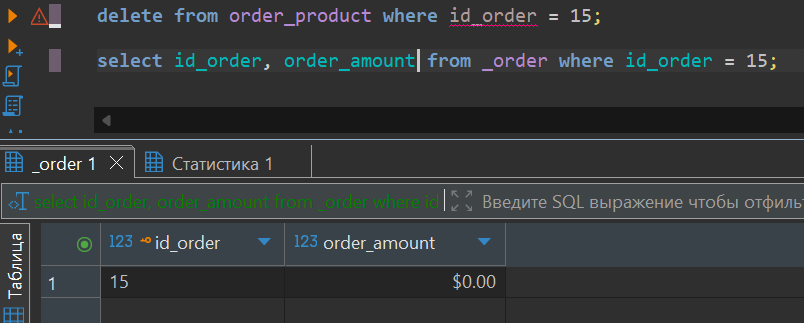 delete from order_product where id_order = 15;
select id_order, order_amount from _order where id_order = 15;
_order 1
Статистика 1
select id_order, order_amount from _order where id
Введите SQL выражение чтобы отфильт
Таблица
123 id_order
123 order_amount
1
15
$0.00